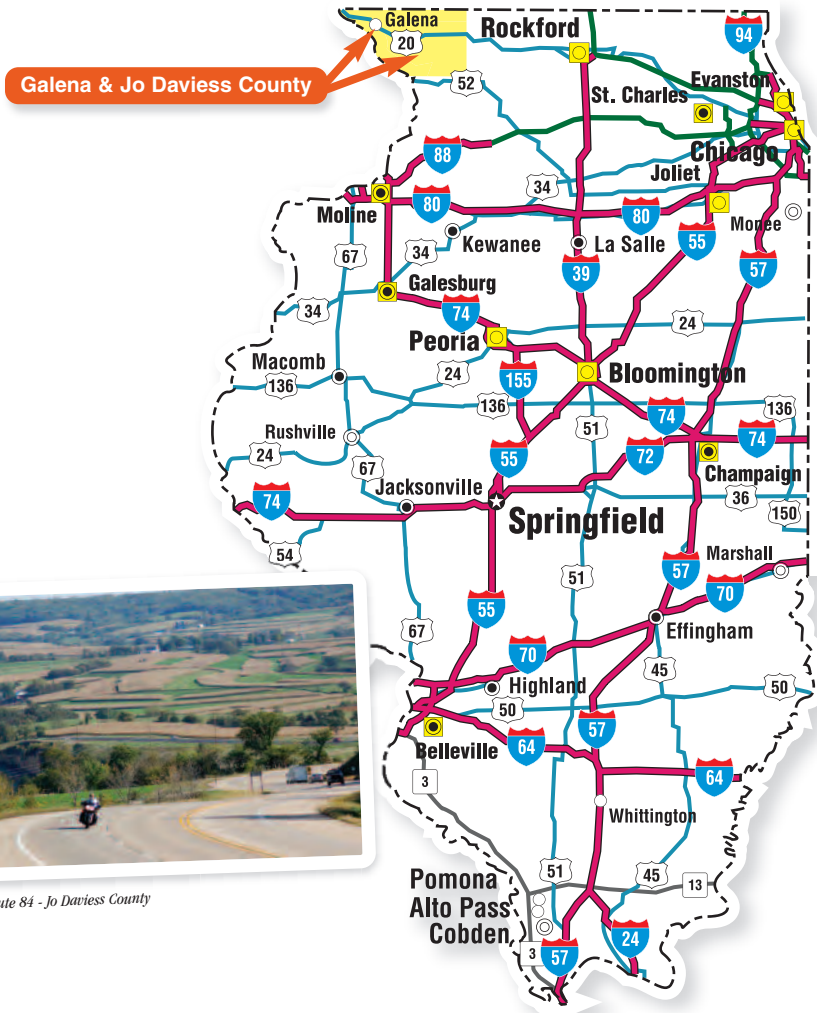 Galena
20
Rockford
94
Galena & Jo Daviess County
52
Evanston
St. Charles
Chicago
88
Joliet
34
Moline
80
80
Monee
Kewanee
La Salle
55
67
34
39
57
Galesburg
34
74
24
Peoria
Macomb
24
155
Bloomington
136
136
74
136
Rushville
51
24
67
55
72
74
Champaign
Jacksonville
74
36
Springfield
150
54
Marshall
51
57
70
55
Effingham
67
70
45
Highland
50
50
57
Belleville
64
64
3
Whittington
51
45
13
Pomona
Alto Pass
Cobden
24
3
57
84 - Jo Daviess County